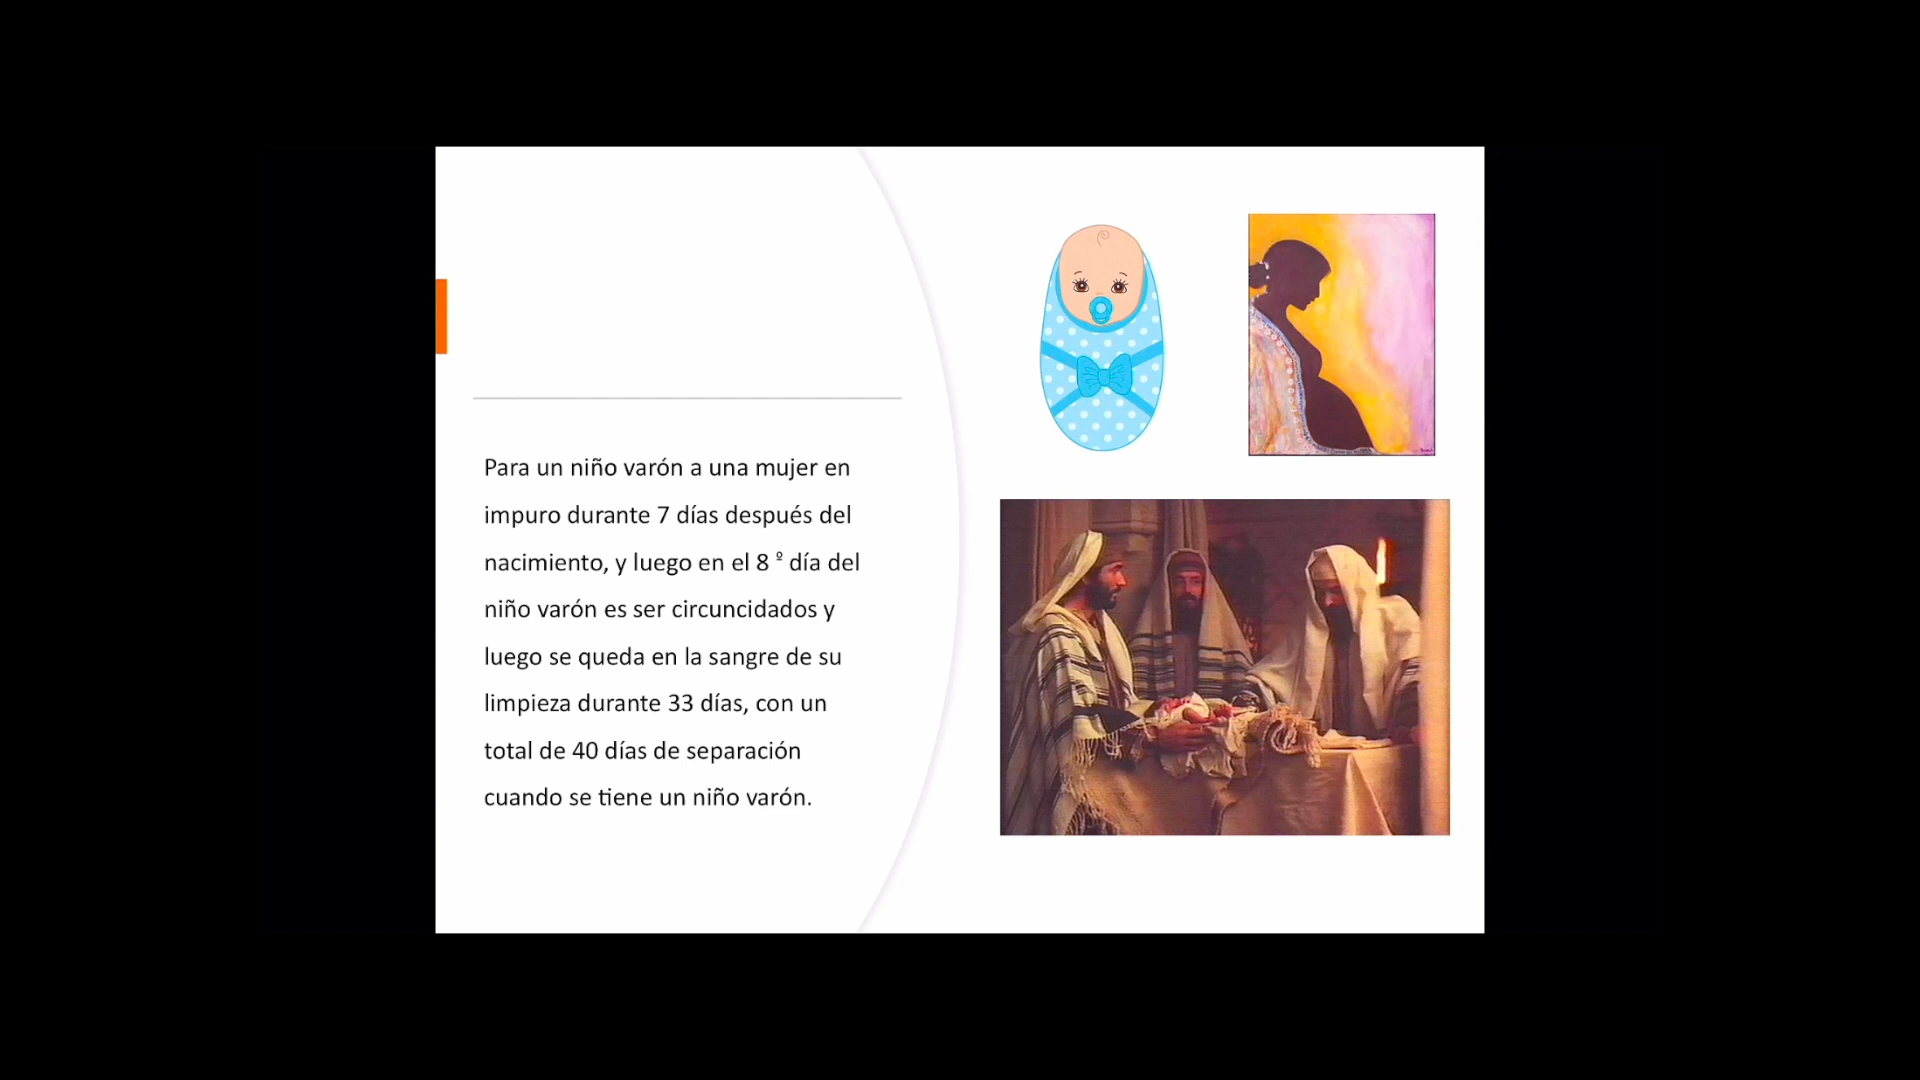 Para un niño varón a una mujer en
impuro durante 7 días después del
nacimiento, y luego en el 8 º día del
niño varón es ser circuncidados y
luego se queda en la sangre de su
limpieza durante 33 días, con un
total de 40 días de separación
cuando se tiene un niño varón.